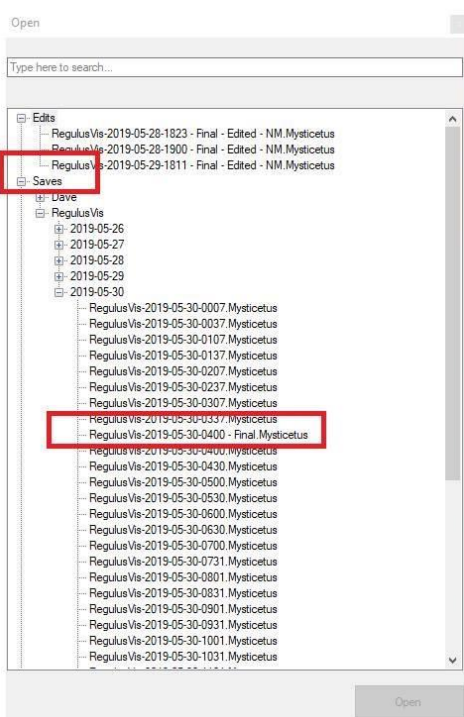 Open
Type here to search...
Edits
RegulusVis-2019-05-28-1823 - Final - Edited - NM.Mysticetus
RegulusVis-2019-05-28-1900 - Final - Edited - NM.Mysticetus
RegulusVis-2019-05-29-1811 - Final - Edited - NM.Mysticetus
Saves
Dave
RegulusVis
2019-05-26
2019-05-27
2019-05-28
2019-05-29
2019-05-30
RegulusVis-2019-05-30-0007.Mysticetus
RegulusVis-2019-05-30-0037.Mysticetus
RegulusVis-2019-05-30-0107.Mysticetus
RegulusVis-2019-05-30-0137.Mysticetus
RegulusVis-2019-05-30-0207.Mysticetus
RegulusVis-2019-05-30-0237.Mysticetus
RegulusVis-2019-05-30-0307.Mysticetus
RegulusVis-2019-05-30-0337.Mysticetus
RegulusVis-2019-05-30-0400 - Final.Mysticetus
RegulusVis-2019-05-30-0400.Mysticetus
RegulusVis-2019-05-30-0430.Mysticetus
RegulusVis-2019-05-30-0500.Mysticetus
RegulusVis-2019-05-30-0530.Mysticetus
RegulusVis-2019-05-30-0600.Mysticetus
RegulusVis-2019-05-30-0630.Mysticetus
RegulusVis-2019-05-30-0700.Mysticetus
RegulusVis-2019-05-30-0731.Mysticetus
RegulusVis-2019-05-30-0801.Mysticetus
RegulusVis-2019-05-30-0831.Mysticetus
RegulusVis-2019-05-30-0901.Mysticetus
RegulusVis-2019-05-30-0931.Mysticetus
RegulusVis-2019-05-30-1001.Mysticetus
RegulusVis-2019-05-30-1031.Mysticetus
Open